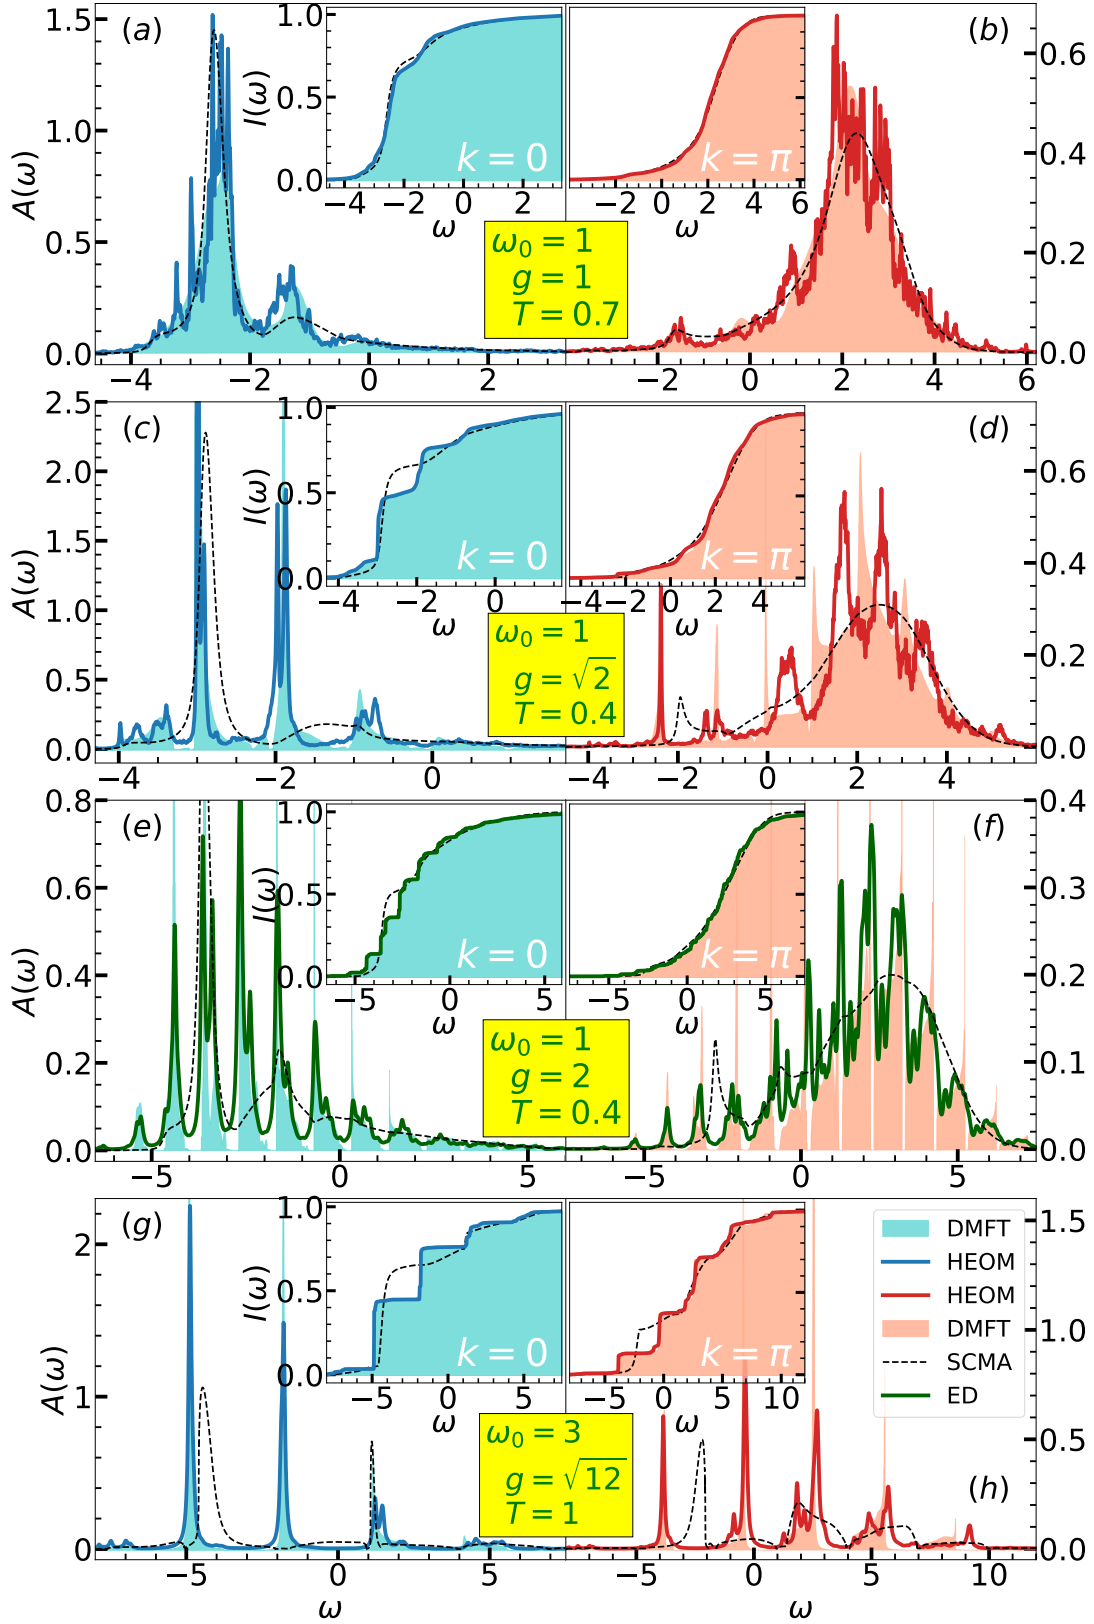 (a)
A(ω)
1.5
1.0
0.5
0.0
−4 −2 0 2
I(ω)
1.0
0.5
0.0
−4 −2 0 2
ω
k = 0
(b)
−2 0 2 4 6
ω
k = π
0.6
0.4
0.2
0.0
−2 0 2 4 6
ω₀ = 1
g = 1
T = 0.7
(c)
A(ω)
2.5
2.0
1.5
1.0
0.5
0.0
−4 −2 0
I(ω)
1.0
0.5
0.0
−4 −2 0
ω
k = 0
(d)
−4 −2 0 2 4
ω
k = π
0.6
0.4
0.2
0.0
−4 −2 0 2 4
ω₀ = 1
g = √2
T = 0.4
(e)
A(ω)
0.8
0.6
0.4
0.2
0.0
−5 0 5
I(ω)
1.0
0.5
0.0
−5 0 5
ω
k = 0
(f)
−5 0 5
ω
k = π
0.4
0.3
0.2
0.1
0.0
−5 0 5
ω₀ = 1
g = 2
T = 0.4
(g)
A(ω)
2
1
0
−5 0 5
ω
I(ω)
1.0
0.5
0.0
−5 0 5
ω
k = 0
(h)
−5 0 5 10
ω
k = π
1.5
1.0
0.5
0.0
−5 0 5 10
ω
ω₀ = 3
g = √12
T = 1
DMFT
HEOM
HEOM
DMFT
SCMA
ED